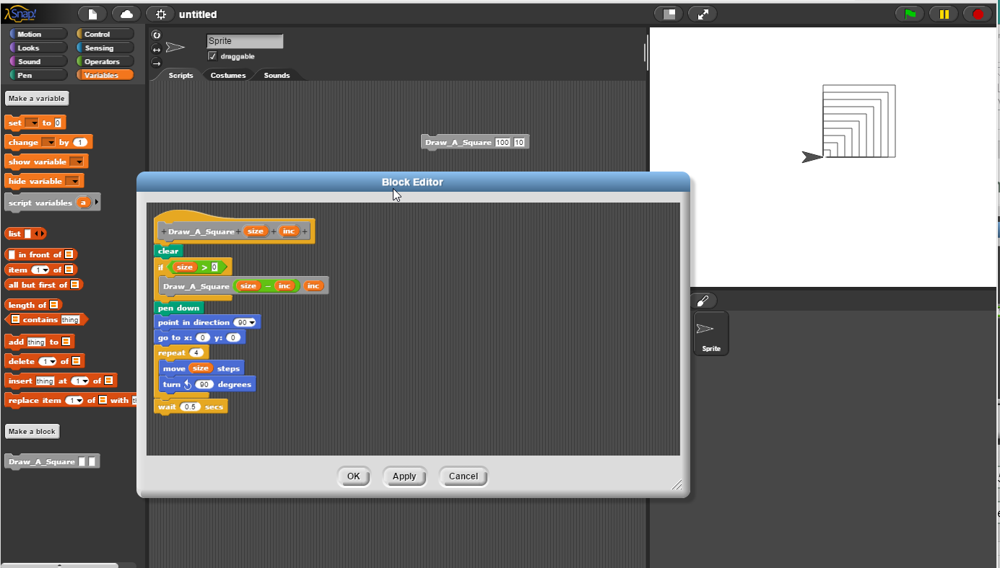 Snap! untitled
Motion Control
Looks Sensing
Sound Operators
Pen Variables
Sprite
draggable
Scripts Costumes Sounds
Make a variable
set to 0
change by 1
show variable
hide variable
script variables a
list
in front of
item 1 of
all but first of
length of
contains thing
add thing to
delete 1 of
insert thing at 1 of
replace item 1 of with
Make a block
Draw_A_Square
Draw_A_Square 100 10
Block Editor
+ Draw_A_Square + size + inc +
clear
if size > 0
Draw_A_Square size − inc inc
pen down
point in direction 90
go to x: 0 y: 0
repeat 4
move size steps
turn 90 degrees
wait 0.5 secs
OK Apply Cancel
Sprite